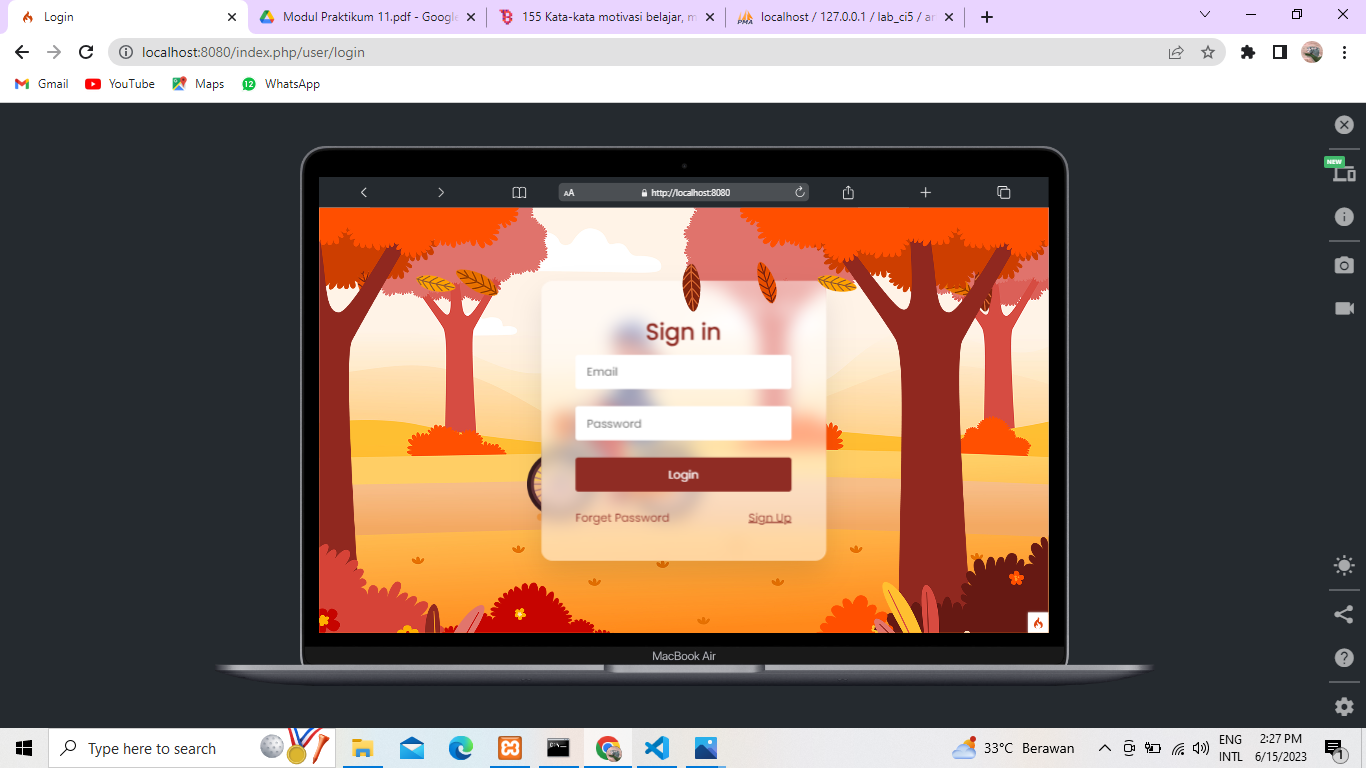 Login
Modul Praktikum 11.pdf - Google
155 Kata-kata motivasi belajar, m
localhost / 127.0.0.1 / lab_ci5 / ar
localhost:8080/index.php/user/login
Gmail
YouTube
Maps
12
WhatsApp
NEW
AA
http://localhost:8080
Sign in
Email
Password
Login
Forget Password
Sign Up
MacBook Air
Type here to search
33°C Berawan
ENG
INTL
2:27 PM
6/15/2023
1